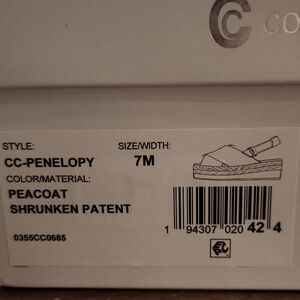 CO
STYLE: SIZE/WIDTH:
CC-PENELOPY 7M
COLOR/MATERIAL:
PEACOAT
SHRUNKEN PATENT
0355CC0685
1 94307 020 42 4